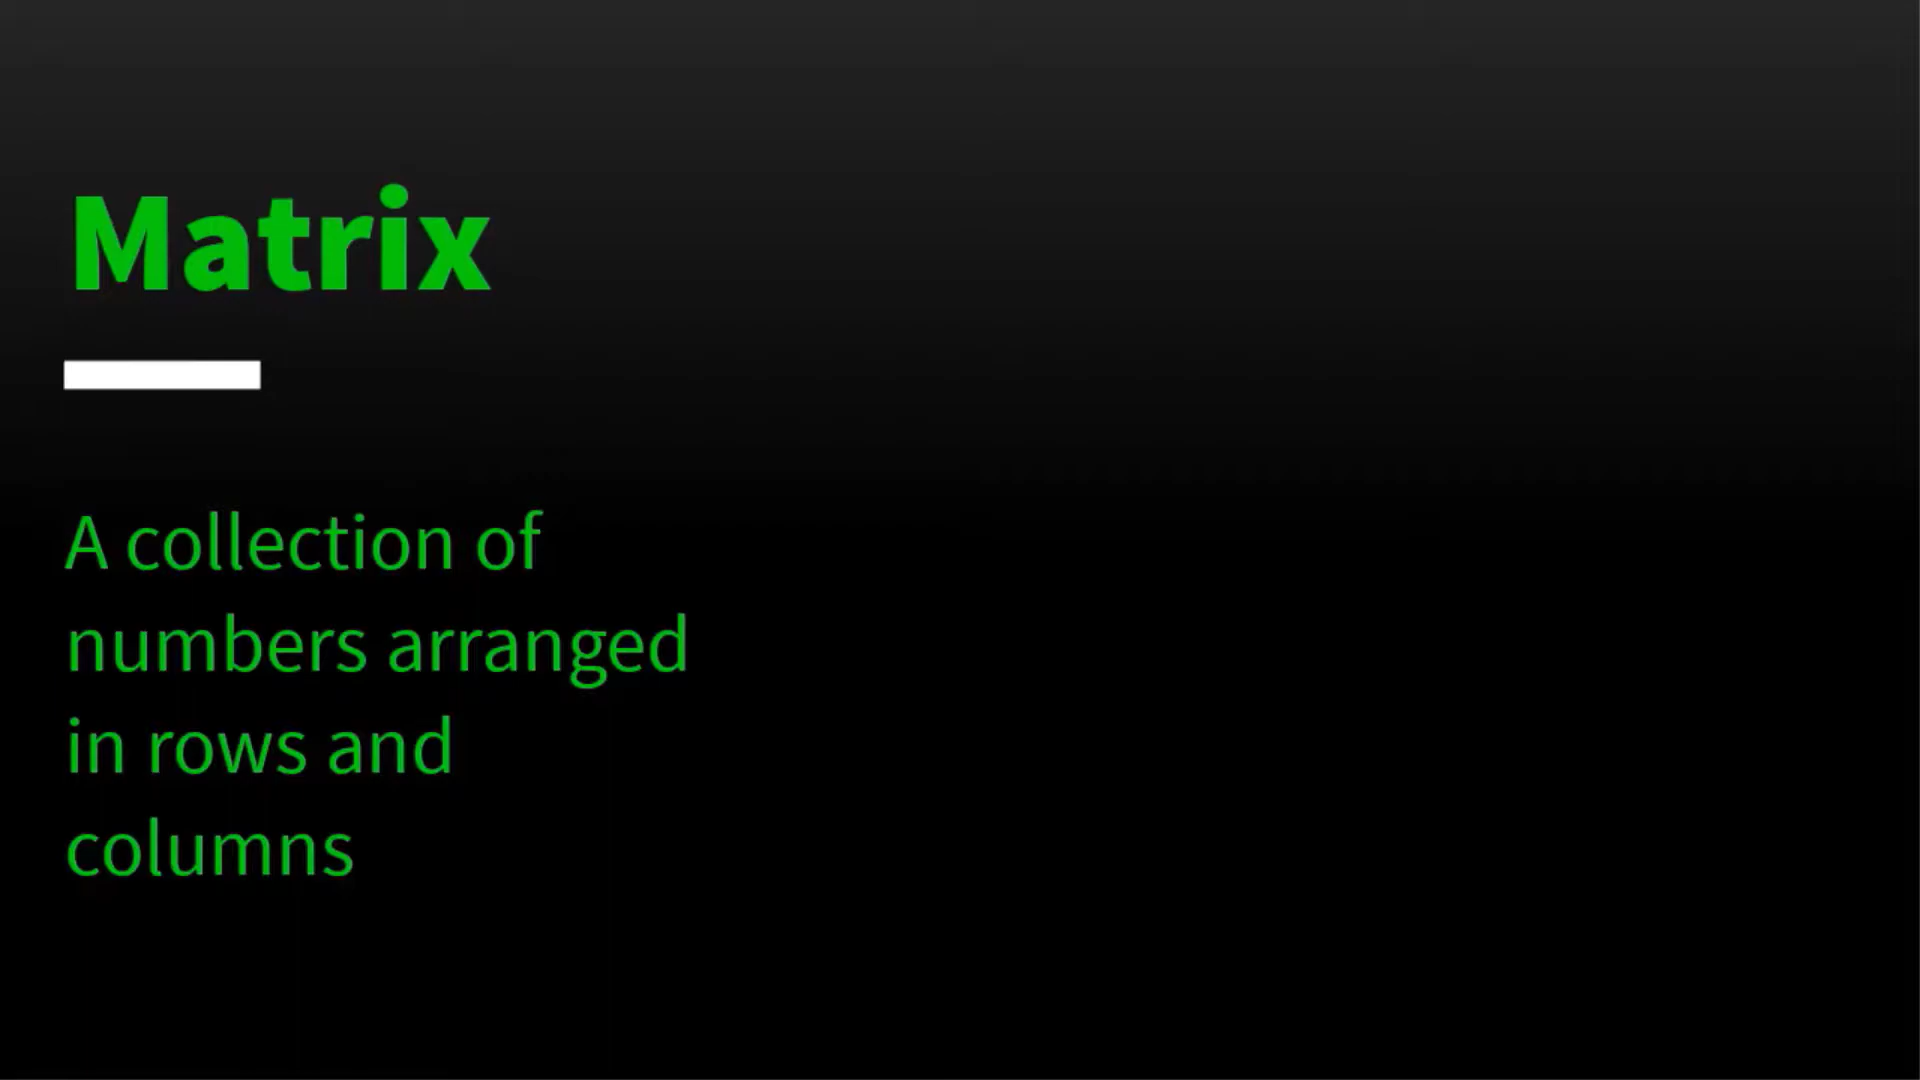 Matrix
A collection of
numbers arranged
in rows and
columns